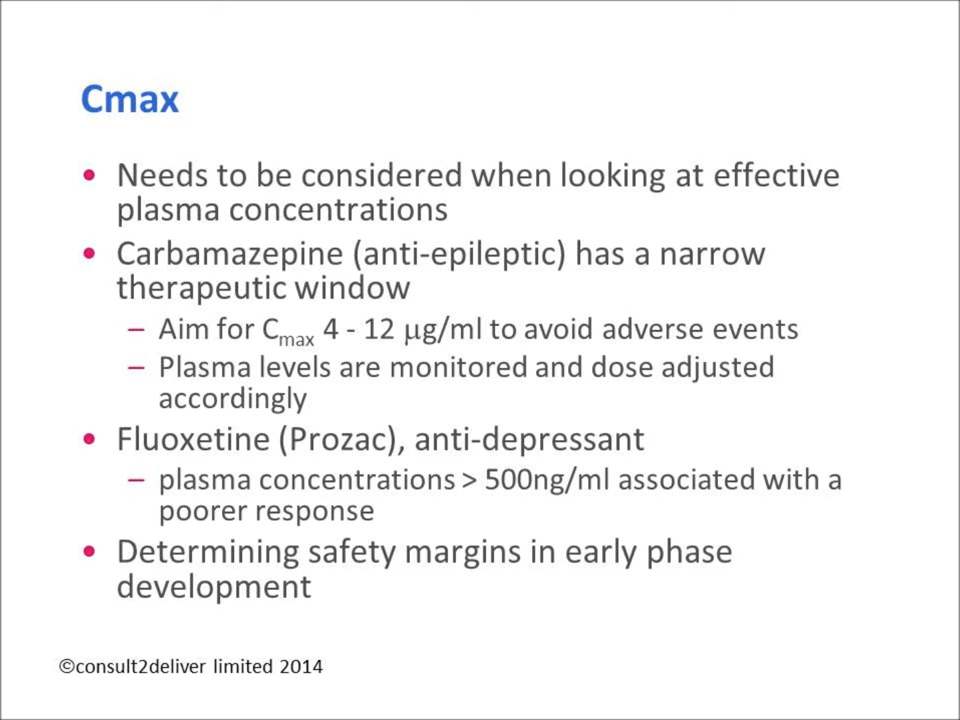 Cmax
• Needs to be considered when looking at effective
plasma concentrations
• Carbamazepine (anti-epileptic) has a narrow
therapeutic window
– Aim for Cmax 4 - 12 μg/ml to avoid adverse events
– Plasma levels are monitored and dose adjusted
accordingly
• Fluoxetine (Prozac), anti-depressant
– plasma concentrations > 500ng/ml associated with a
poorer response
• Determining safety margins in early phase
development
©consult2deliver limited 2014